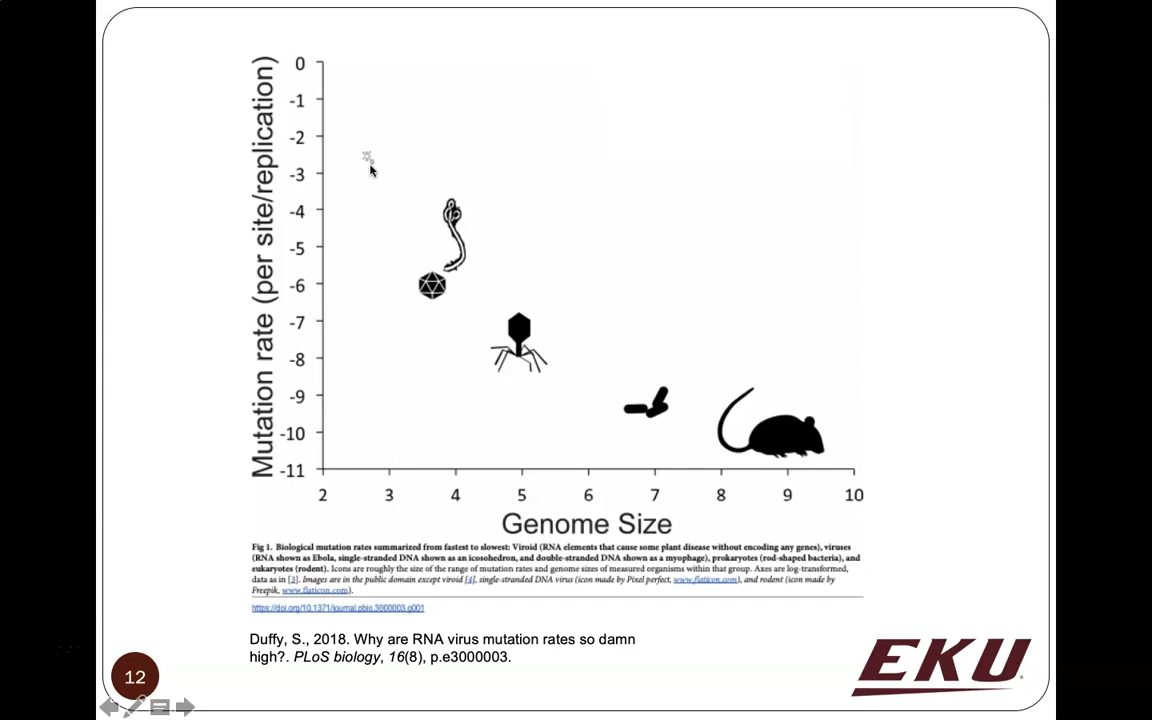 Mutation rate (per site/replication)
0
-1
-2
-3
-4
-5
-6
-7
-8
-9
-10
-11
2 3 4 5 6 7 8 9 10
Genome Size
Fig 1. Biological mutation rates summarized from fastest to slowest: Viroid (RNA elements that cause some plant disease without encoding any genes), viruses
(RNA shown as Ebola, single-stranded DNA shown as an icosohedron, and double-stranded DNA shown as a myophage), prokaryotes (rod-shaped bacteria), and
eukaryotes (rodent). Icons are roughly the size of the range of mutation rates and genome sizes of measured organisms within that group. Axes are log-transformed,
data as in [3]. Images are in the public domain except viroid [4], single-stranded DNA virus (icon made by Pixel perfect, www.flaticon.com), and rodent (icon made by
Freepik, www.flaticon.com).
https://doi.org/10.1371/journal.pbio.3000003.g001
Duffy, S., 2018. Why are RNA virus mutation rates so damn
high?. PLoS biology, 16(8), p.e3000003.
12
EKU